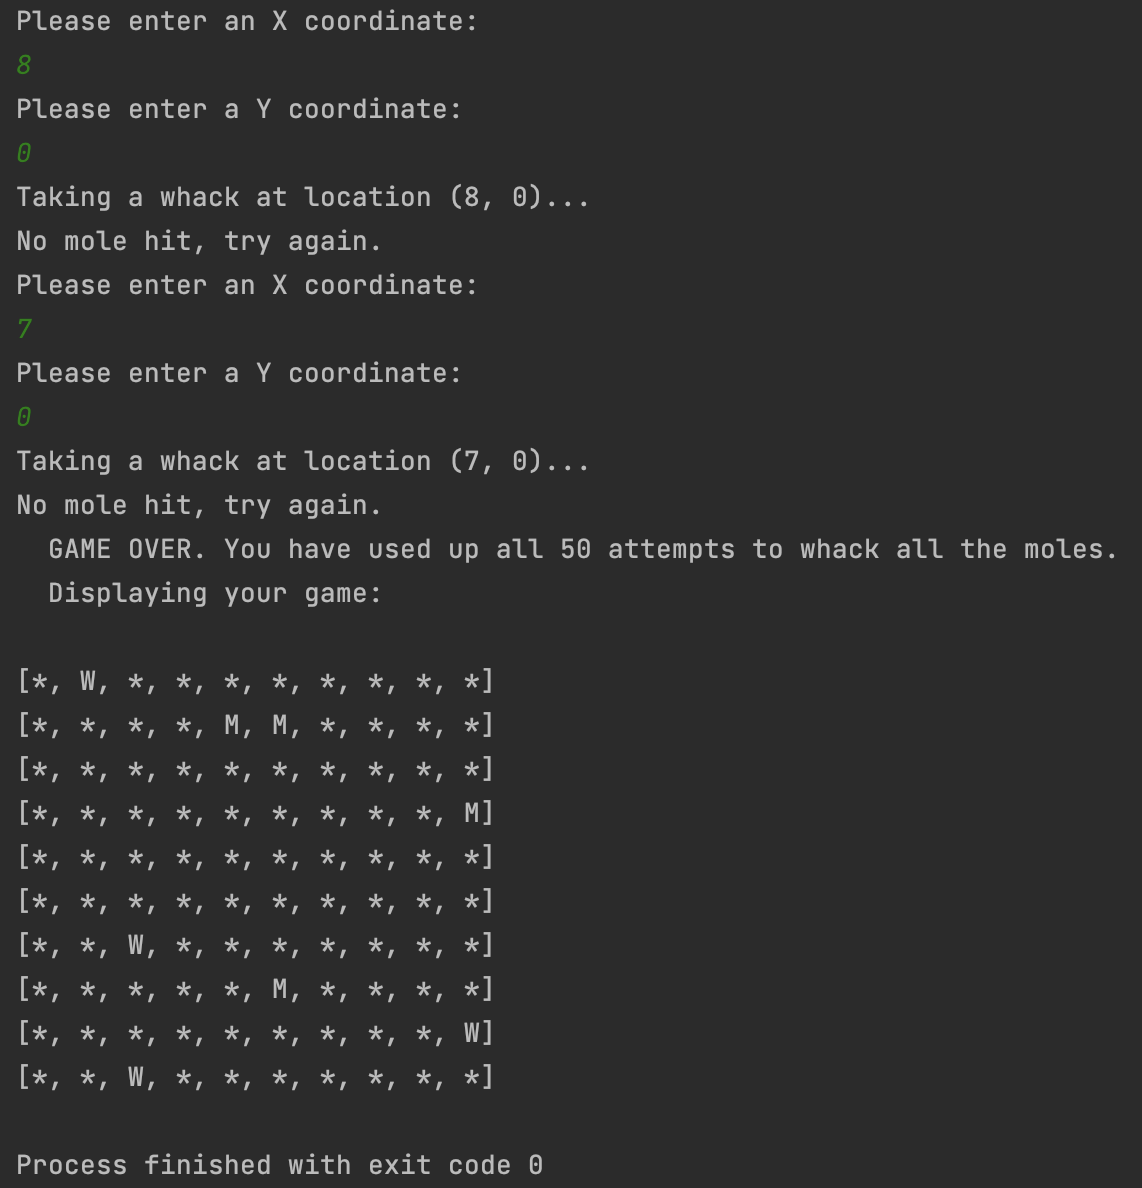 Please enter an X coordinate:
8
Please enter a Y coordinate:
0
Taking a whack at location (8, 0)...
No mole hit, try again.
Please enter an X coordinate:
7
Please enter a Y coordinate:
0
Taking a whack at location (7, 0)...
No mole hit, try again.
  GAME OVER. You have used up all 50 attempts to whack all the moles.
  Displaying your game:

[*, W, *, *, *, *, *, *, *, *]
[*, *, *, *, M, M, *, *, *, *]
[*, *, *, *, *, *, *, *, *, *]
[*, *, *, *, *, *, *, *, *, M]
[*, *, *, *, *, *, *, *, *, *]
[*, *, *, *, *, *, *, *, *, *]
[*, *, W, *, *, *, *, *, *, *]
[*, *, *, *, *, M, *, *, *, *]
[*, *, *, *, *, *, *, *, *, W]
[*, *, W, *, *, *, *, *, *, *]

Process finished with exit code 0